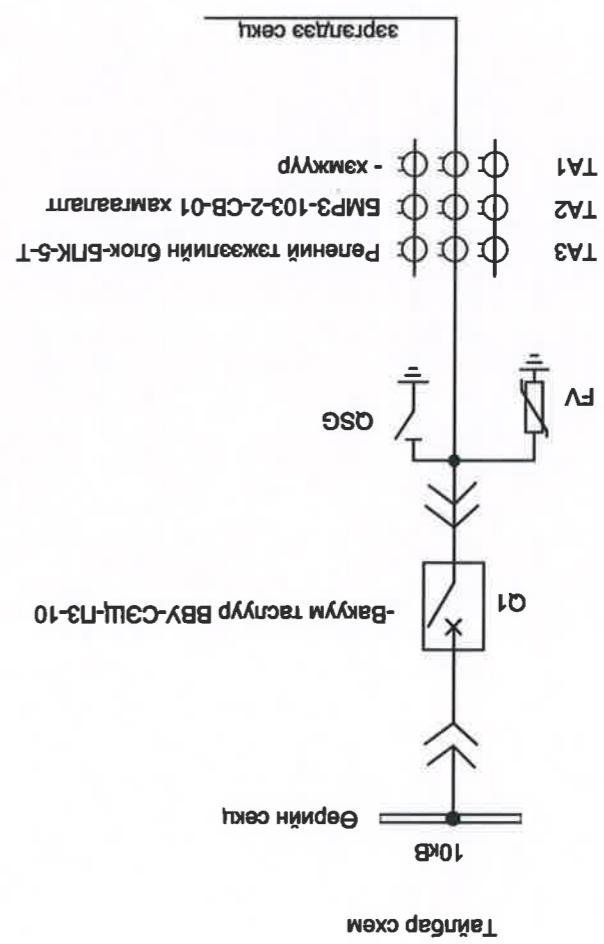 Тайлбар схем
10кВ
Өөрийн секц
Q1
-Вакуум таслуур ВВУ-СЭЩ-П3-10
FV
QSG
TA3
Релений тэжээлийн блок-БПК-5-Т
TA2
БМРЗ-103-2-СВ-01 хамгаалалт
TA1
- хэмжүүр
зэргэлдээ секц